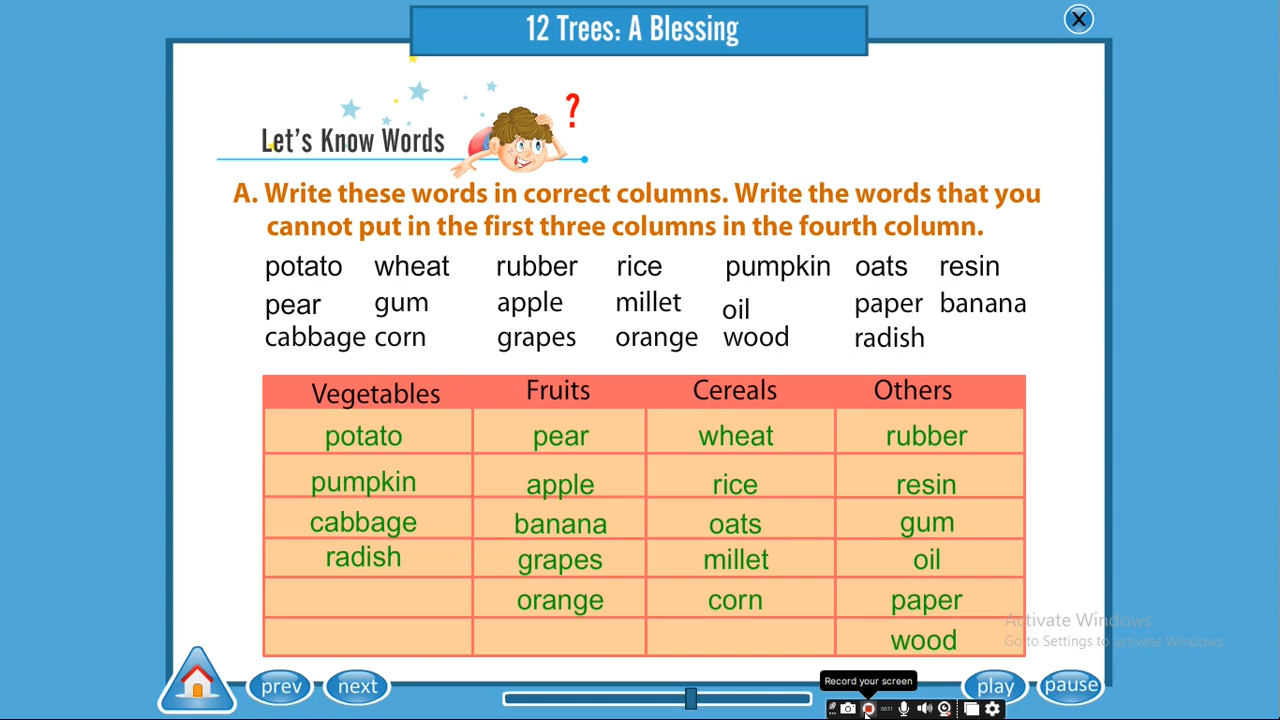 12 Trees: A Blessing
X
?
Let's Know Words
A. Write these words in correct columns. Write the words that you
cannot put in the first three columns in the fourth column.
potato wheat rubber rice pumpkin oats resin
pear gum apple millet oil paper banana
cabbage corn grapes orange wood radish
Vegetables Fruits Cereals Others
potato pear wheat rubber
pumpkin apple rice resin
cabbage banana oats gum
radish grapes millet oil
orange corn paper
wood
Activate Windows
Go to Settings to activate Windows.
Record your screen
prev next play pause
00:21